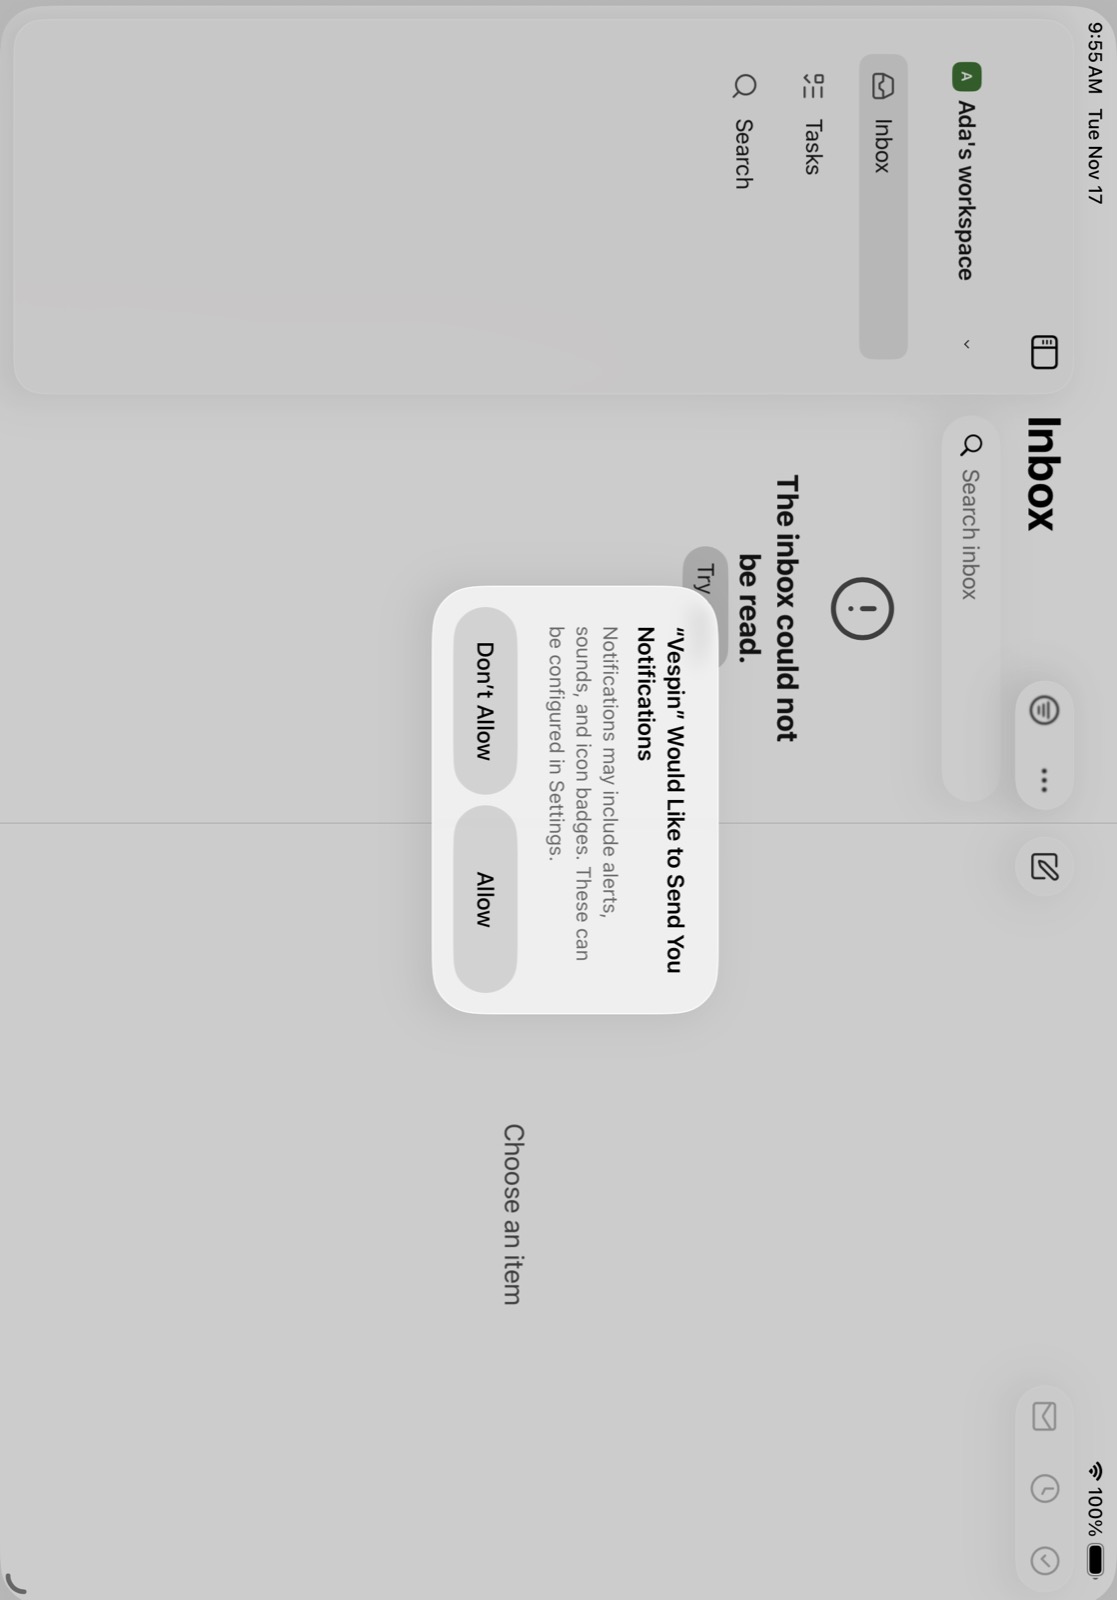 9:55 AM Tue Nov 17
100%
Inbox
A Ada's workspace
Search inbox
Inbox
Tasks
Search
The inbox could not
be read.
Try
“Vespin” Would Like to Send You
Notifications
Notifications may include alerts,
sounds, and icon badges. These can
be configured in Settings.
Don’t Allow
Allow
Choose an item